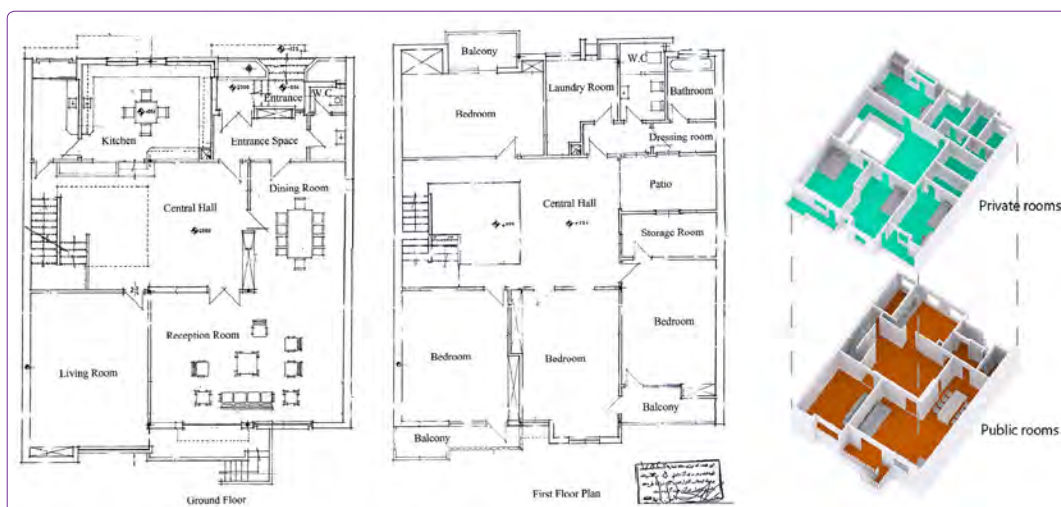 Entrance
W.C
Kitchen
Entrance Space
Dining Room
Central Hall
Reception Room
Living Room
Ground Floor
Balcony
W.C
Laundry Room
Bathroom
Bedroom
Dressing room
Patio
Central Hall
Storage Room
Bedroom
Bedroom
Bedroom
Balcony
Balcony
First Floor Plan
Private rooms
Public rooms